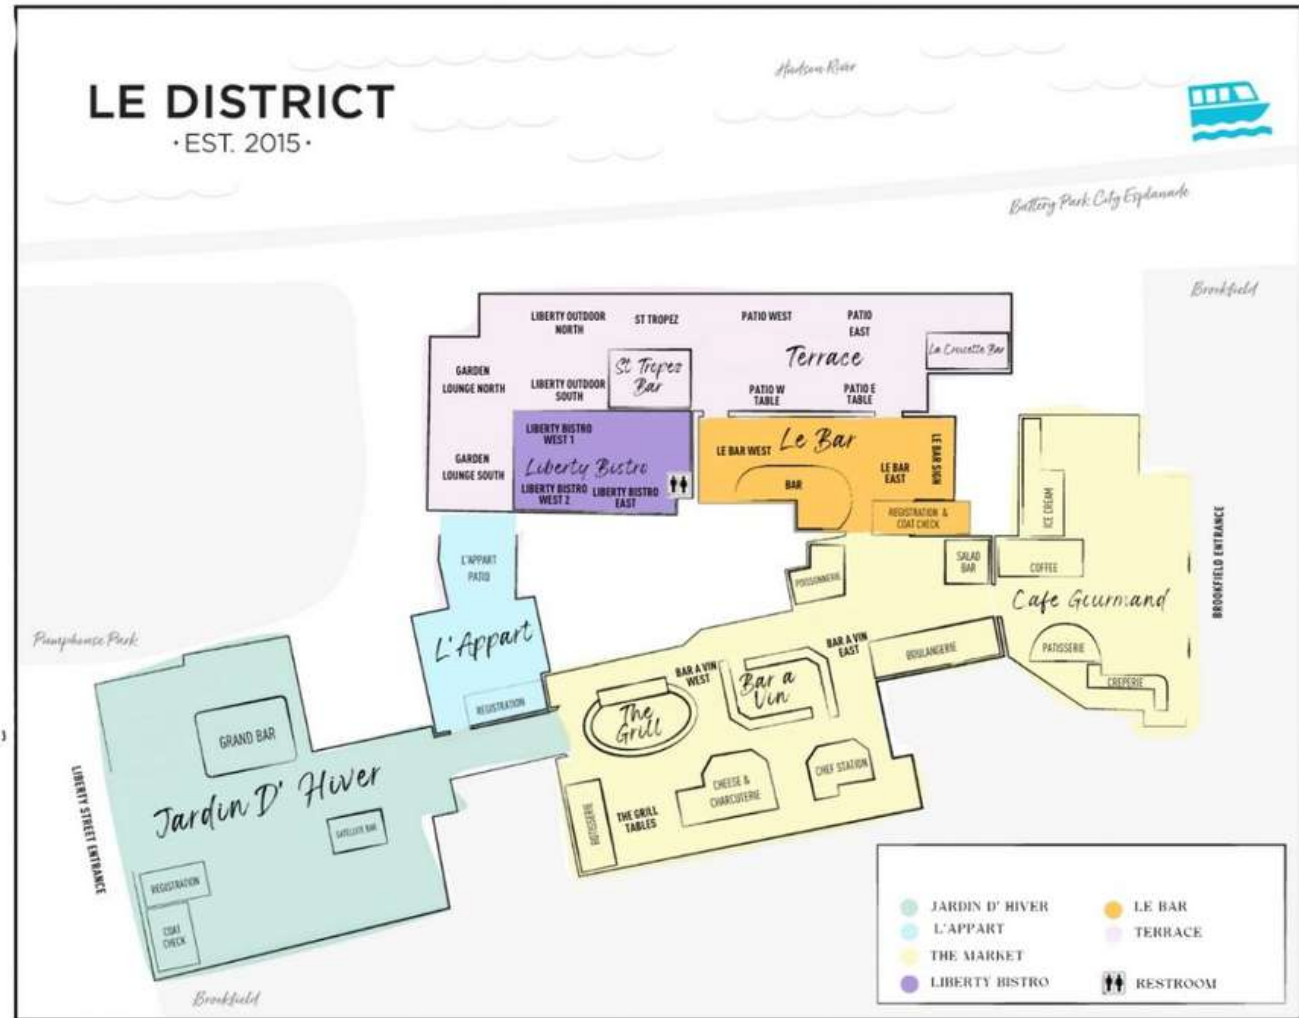 LE DISTRICT
· EST. 2015 ·
Hudson River
Battery Park City Esplanade
Brookfield
LIBERTY OUTDOOR
NORTH
ST TROPEZ
PATIO WEST
PATIO
EAST
GARDEN
LOUNGE NORTH
LIBERTY OUTDOOR
SOUTH
St Tropez
Bar
Terrace
La Croisette Bar
PATIO W
TABLE
PATIO E
TABLE
GARDEN
LOUNGE SOUTH
LIBERTY BISTRO
WEST 1
Liberty Bistro
LIBERTY BISTRO
WEST 2
LIBERTY BISTRO
EAST
LE BAR WEST
Le Bar
BAR
LE BAR
EAST
LE BAR SIGN
REGISTRATION &
COAT CHECK
ICE CREAM
BROOKFIELD ENTRANCE
L'APPART
PATIO
POISSONNERIE
SALAD
BAR
COFFEE
Cafe Gourmand
Pumphouse Park
L'Appart
REGISTRATION
BAR A VIN
WEST
Bar a
Vin
BAR A VIN
EAST
BOULANGERIE
PATISSERIE
CREPERIE
The
Grill
GRAND BAR
Jardin D' Hiver
LIBERTY STREET ENTRANCE
SATELLITE BAR
ROTISSERIE
THE GRILL
TABLES
CHEESE &
CHARCUTERIE
CHEF STATION
REGISTRATION
COAT
CHECK
Brookfield
JARDIN D' HIVER
L'APPART
THE MARKET
LIBERTY BISTRO
LE BAR
TERRACE
RESTROOM